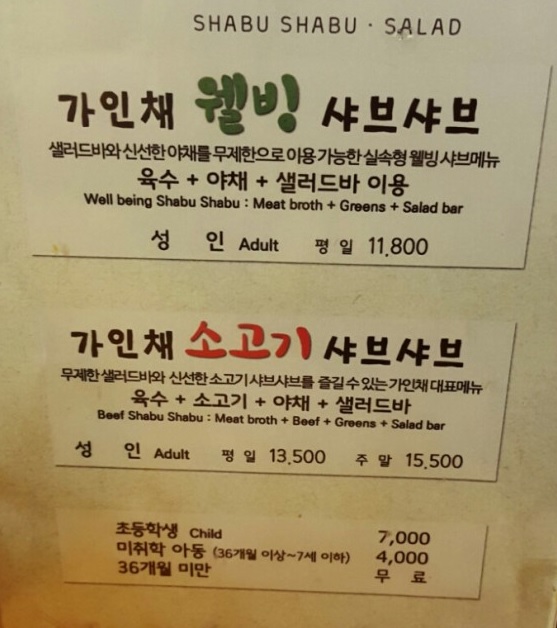 SHABU SHABU · SALAD
가인채 웰빙 샤브샤브
샐러드바와 신선한 야채를 무제한으로 이용 가능한 실속형 웰빙 샤브메뉴
육수 + 야채 + 샐러드바 이용
Well being Shabu Shabu : Meat broth + Greens + Salad bar
성 인 Adult 평 일 11,800
가인채 소고기 샤브샤브
무제한 샐러드바와 신선한 소고기 샤브샤브를 즐길 수 있는 가인채 대표메뉴
육수 + 소고기 + 야채 + 샐러드바
Beef Shabu Shabu : Meat broth + Beef + Greens + Salad bar
성 인 Adult 평 일 13,500 주 말 15,500
초등학생 Child 7,000
미취학 아동 (36개월 이상~7세 이하) 4,000
36개월 미만 무 료